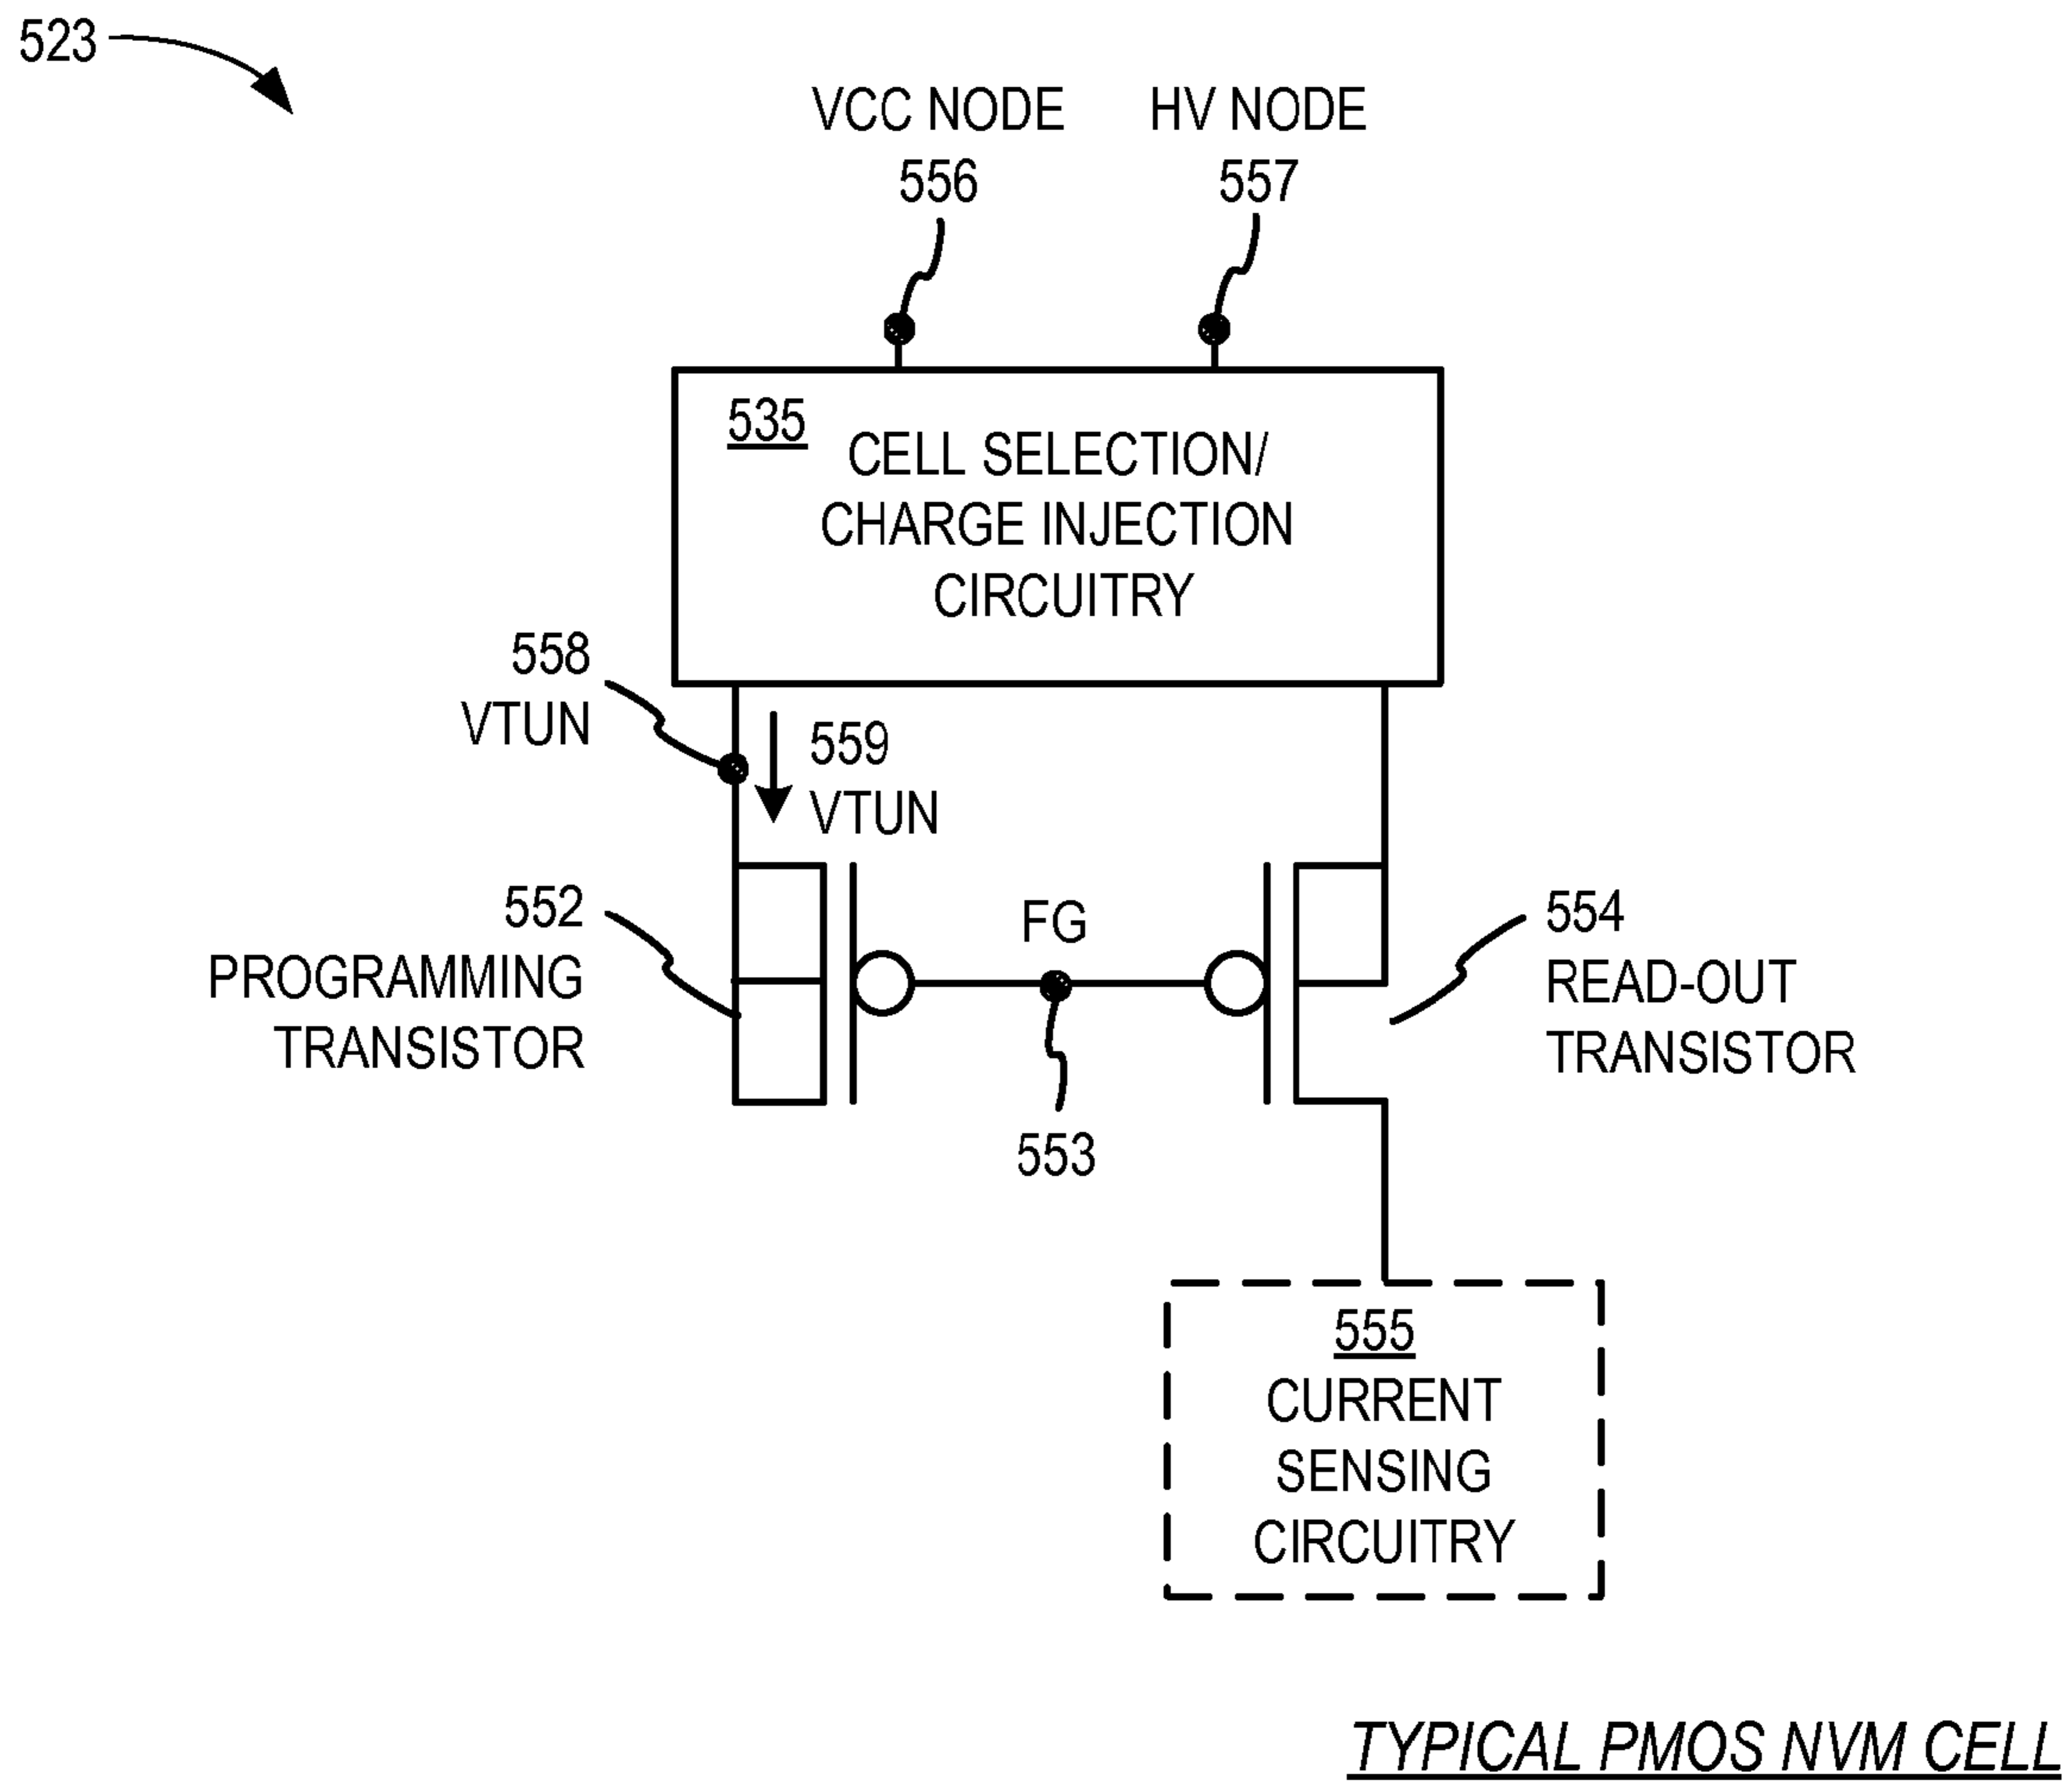 523
VCC NODE
556
HV NODE
557
535
CELL SELECTION/
CHARGE INJECTION
CIRCUITRY
558
VTUN
559
VTUN
552
PROGRAMMING
TRANSISTOR
FG
553
554
READ-OUT
TRANSISTOR
555
CURRENT
SENSING
CIRCUITRY
TYPICAL PMOS NVM CELL